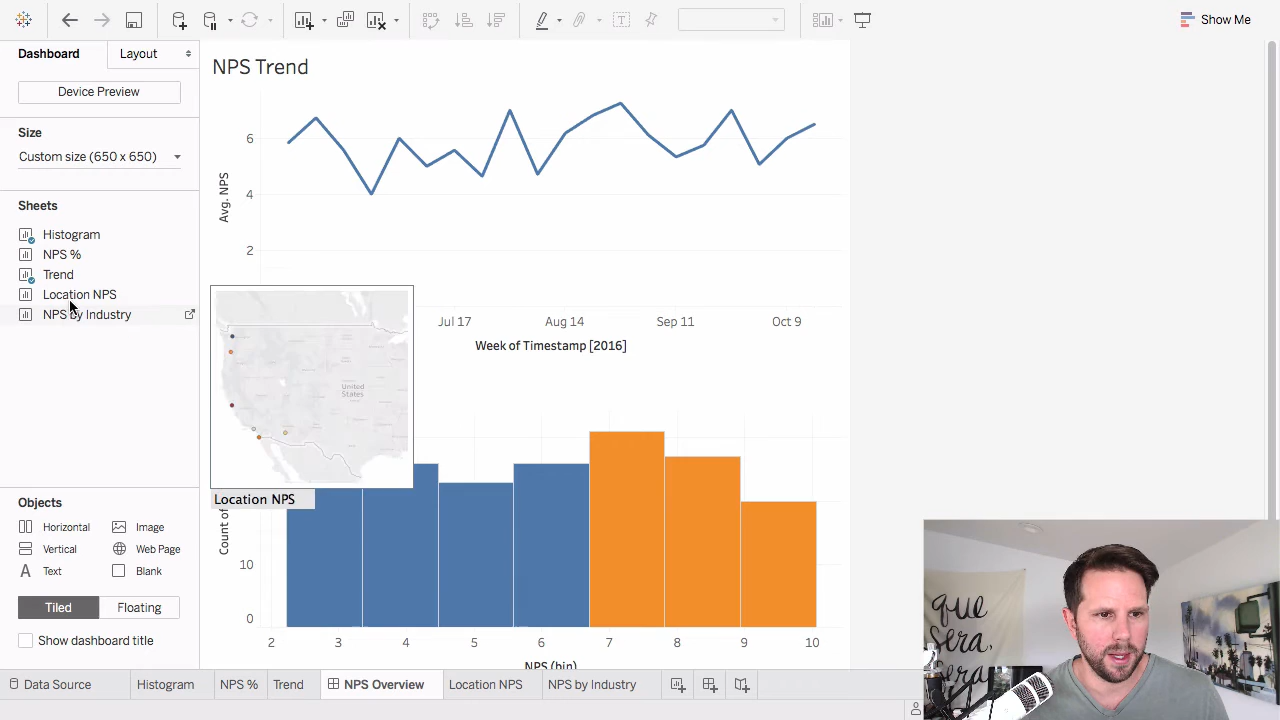 Show Me
Dashboard
Layout
Device Preview
Size
Custom size (650 x 650)
Sheets
Histogram
NPS %
Trend
Location NPS
NPS by Industry
Objects
Horizontal
Image
Vertical
Web Page
A Text
Blank
Tiled
Floating
Show dashboard title
NPS Trend
Avg. NPS
6
4
2
Jul 17
Aug 14
Sep 11
Oct 9
Week of Timestamp [2016]
United
States
Location NPS
Count of
10
0
2 3 4 5 6 7 8 9 10
NPS (bin)
que
sera,
sera
Data Source
Histogram
NPS %
Trend
NPS Overview
Location NPS
NPS by Industry